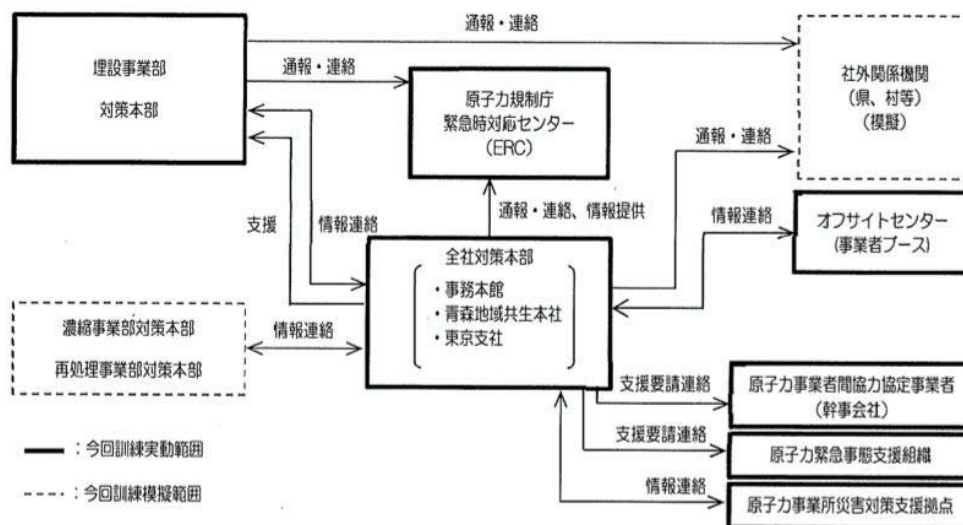 通報・連絡
埋設事業部
対策本部
通報・連絡
原子力規制庁
緊急時対応センター
(ERC)
社外関係機関
(県、村等)
(模擬)
通報・連絡
通報・連絡、情報提供
支援
情報連絡
情報連絡
オフサイトセンター
(事業者ブース)
全社対策本部
・事務本館
・青森地域共生本社
・東京支社
濃縮事業部対策本部
再処理事業部対策本部
情報連絡
支援要請連絡
原子力事業者間協力協定事業者
(幹事会社)
支援要請連絡
原子力緊急事態支援組織
情報連絡
原子力事業所災害対策支援拠点
:今回訓練実動範囲
:今回訓練模擬範囲